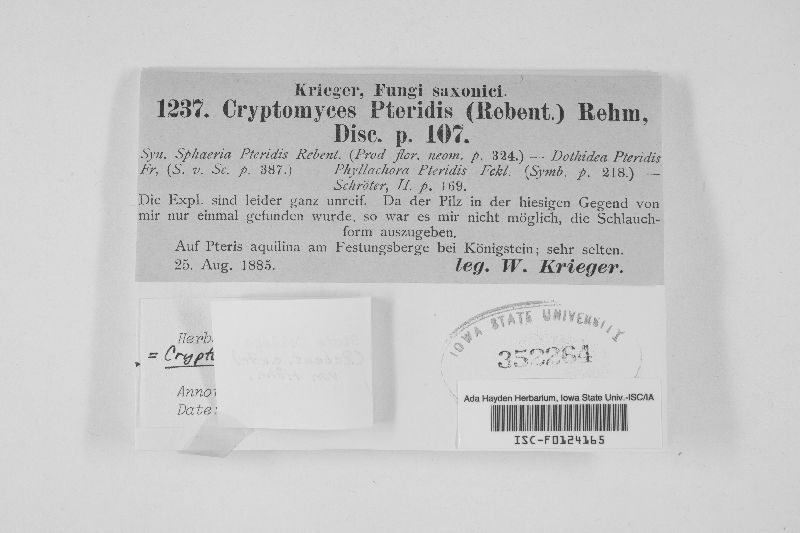 Krieger, Fungi saxonici.
1237. Cryptomyces Pteridis (Rebent.) Rehm,
Disc. p. 107.
Syn. Sphaeria Pteridis Rebent. (Prod flor. neom. p. 324.) — Dothidea Pteridis
Fr, (S. v. Sc. p. 387.) Phyllachora Pteridis Fckl. (Symb. p. 218.) —
Schröter, II. p. 169.
Die Expl. sind leider ganz unreif. Da der Pilz in der hiesigen Gegend von
mir nur einmal gefunden wurde, so war es mir nicht möglich, die Schlauch-
form auszugeben.
Auf Pteris aquilina am Festungsberge bei Königstein; sehr selten.
25. Aug. 1885. leg. W. Krieger.
Herb
= Crypt
Anno
Date:
IOWA STATE UNIVERSITY
352264
Ada Hayden Herbarium, Iowa State Univ.-ISC/IA
ISC-F0124165